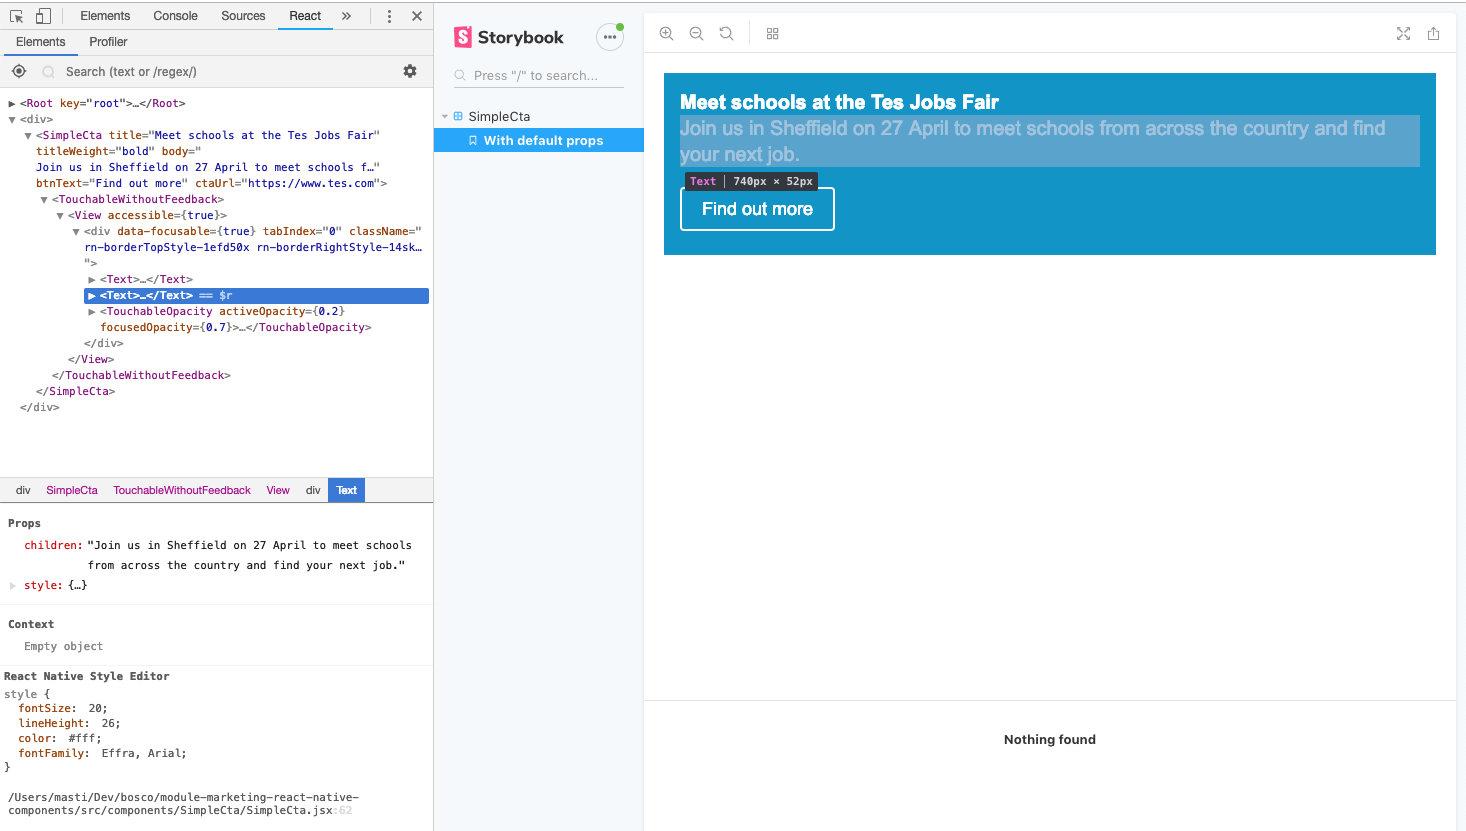 Elements Console Sources React »
Elements Profiler
Search (text or /regex/)
▶ <Root key="root">…</Root>
▼ <div>
▼ <SimpleCta title="Meet schools at the Tes Jobs Fair"
titleWeight="bold" body="
Join us in Sheffield on 27 April to meet schools f…"
btnText="Find out more" ctaUrl="https://www.tes.com">
▼ <TouchableWithoutFeedback>
▼ <View accessible={true}>
▼ <div data-focusable={true} tabIndex="0" className="
rn-borderTopStyle-1efd50x rn-borderRightStyle-14sk…
">
▶ <Text>…</Text>
▶ <Text>…</Text> == $r
▶ <TouchableOpacity activeOpacity={0.2}
focusedOpacity={0.7}>…</TouchableOpacity>
</div>
</View>
</TouchableWithoutFeedback>
</SimpleCta>
</div>
div SimpleCta TouchableWithoutFeedback View div Text
Props
children: "Join us in Sheffield on 27 April to meet schools
from across the country and find your next job."
▶ style: {…}
Context
Empty object
React Native Style Editor
style {
fontSize: 20;
lineHeight: 26;
color: #fff;
fontFamily: Effra, Arial;
}
/Users/masti/Dev/bosco/module-marketing-react-native-
components/src/components/SimpleCta/SimpleCta.jsx:62
S Storybook
Press "/" to search...
SimpleCta
With default props
Meet schools at the Tes Jobs Fair
Join us in Sheffield on 27 April to meet schools from across the country and find
your next job.
Text | 740px × 52px
Find out more
Nothing found